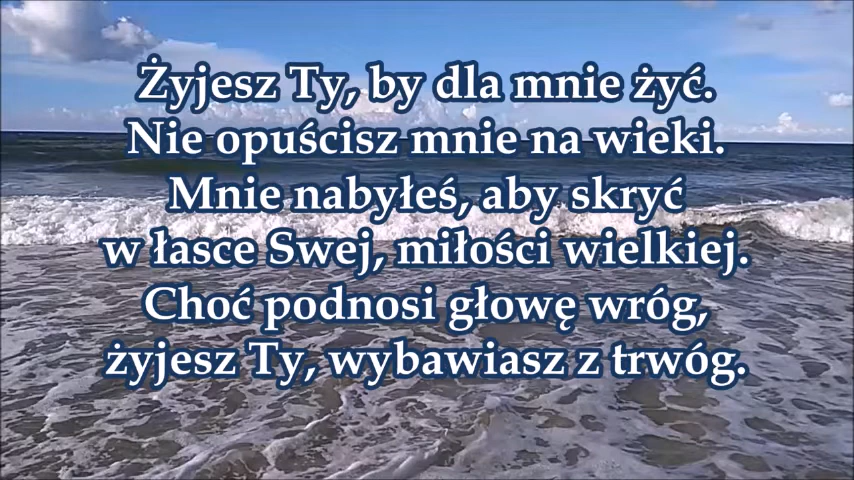 Żyjesz Ty, by dla mnie żyć.
Nie opuścisz mnie na wieki.
Mnie nabyłeś, aby skryć
w łasce Swej, miłości wielkiej.
Choć podnosi głowę wróg,
żyjesz Ty, wybawiasz z trwóg.